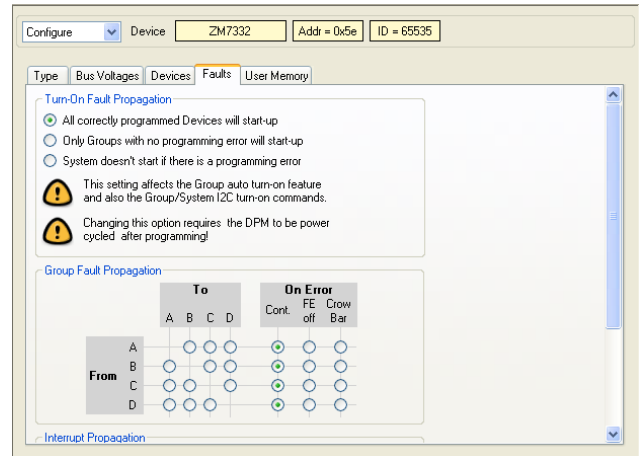 Configure Device ZM7332 Addr = 0x5e ID = 65535
Type Bus Voltages Devices Faults User Memory
Turn-On Fault Propagation
All correctly programmed Devices will start-up
Only Groups with no programming error will start-up
System doesn't start if there is a programming error
This setting affects the Group auto turn-on feature
and also the Group/System I2C turn-on commands.
Changing this option requires the DPM to be power
cycled after programming!
Group Fault Propagation
To On Error
A B C D Cont. FE off Crow Bar
From
A
B
C
D
Interrupt Propagation